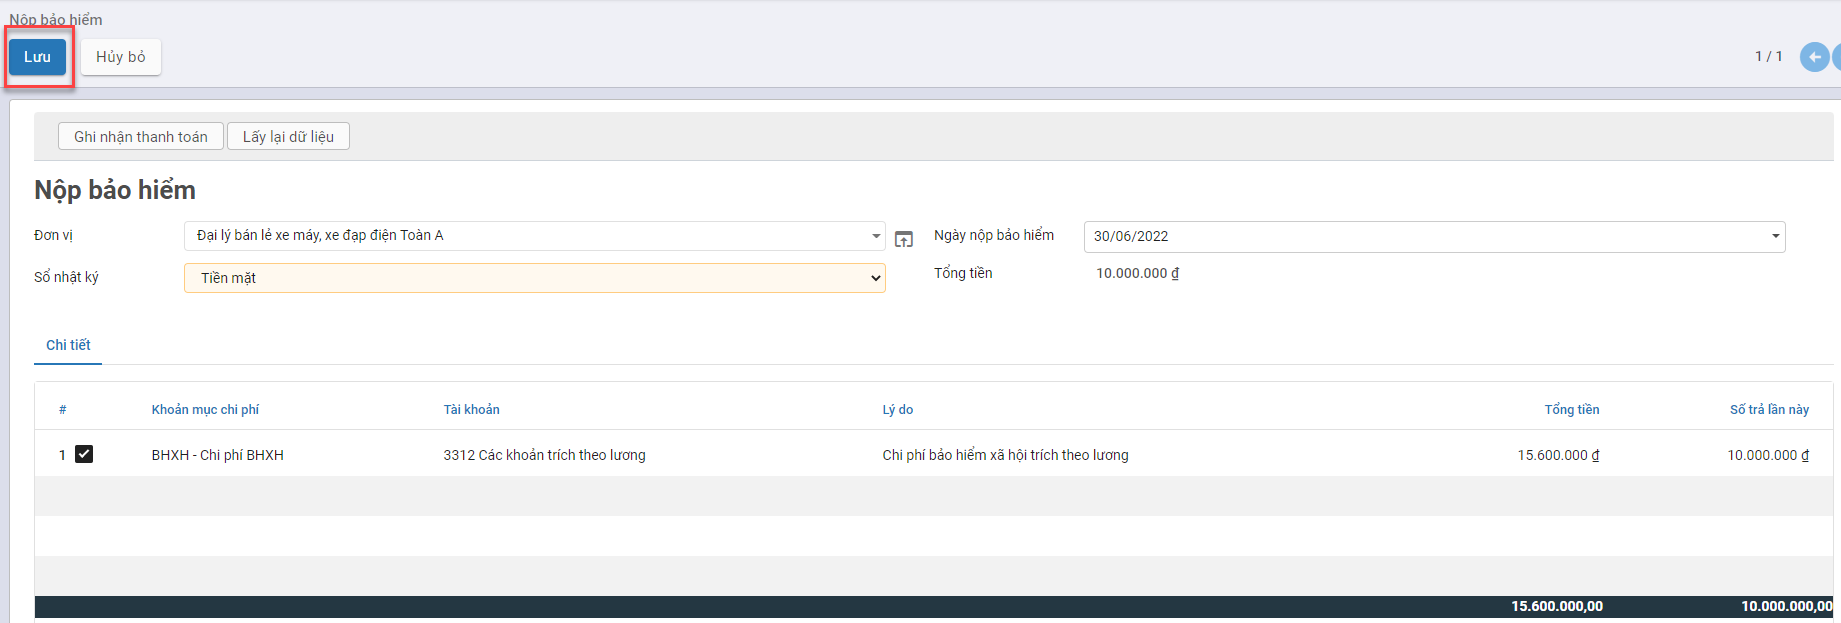 Nộp bảo hiểm
Lưu Hủy bỏ 1 / 1
Ghi nhận thanh toán Lấy lại dữ liệu
Nộp bảo hiểm
Đơn vị Đại lý bán lẻ xe máy, xe đạp điện Toàn A Ngày nộp bảo hiểm 30/06/2022
Sổ nhật ký Tiền mặt Tổng tiền 10.000.000 ₫
Chi tiết
# Khoản mục chi phí Tài khoản Lý do Tổng tiền Số trả lần này
1 BHXH - Chi phí BHXH 3312 Các khoản trích theo lương Chi phí bảo hiểm xã hội trích theo lương 15.600.000 ₫ 10.000.000 ₫
15.600.000,00 10.000.000,00